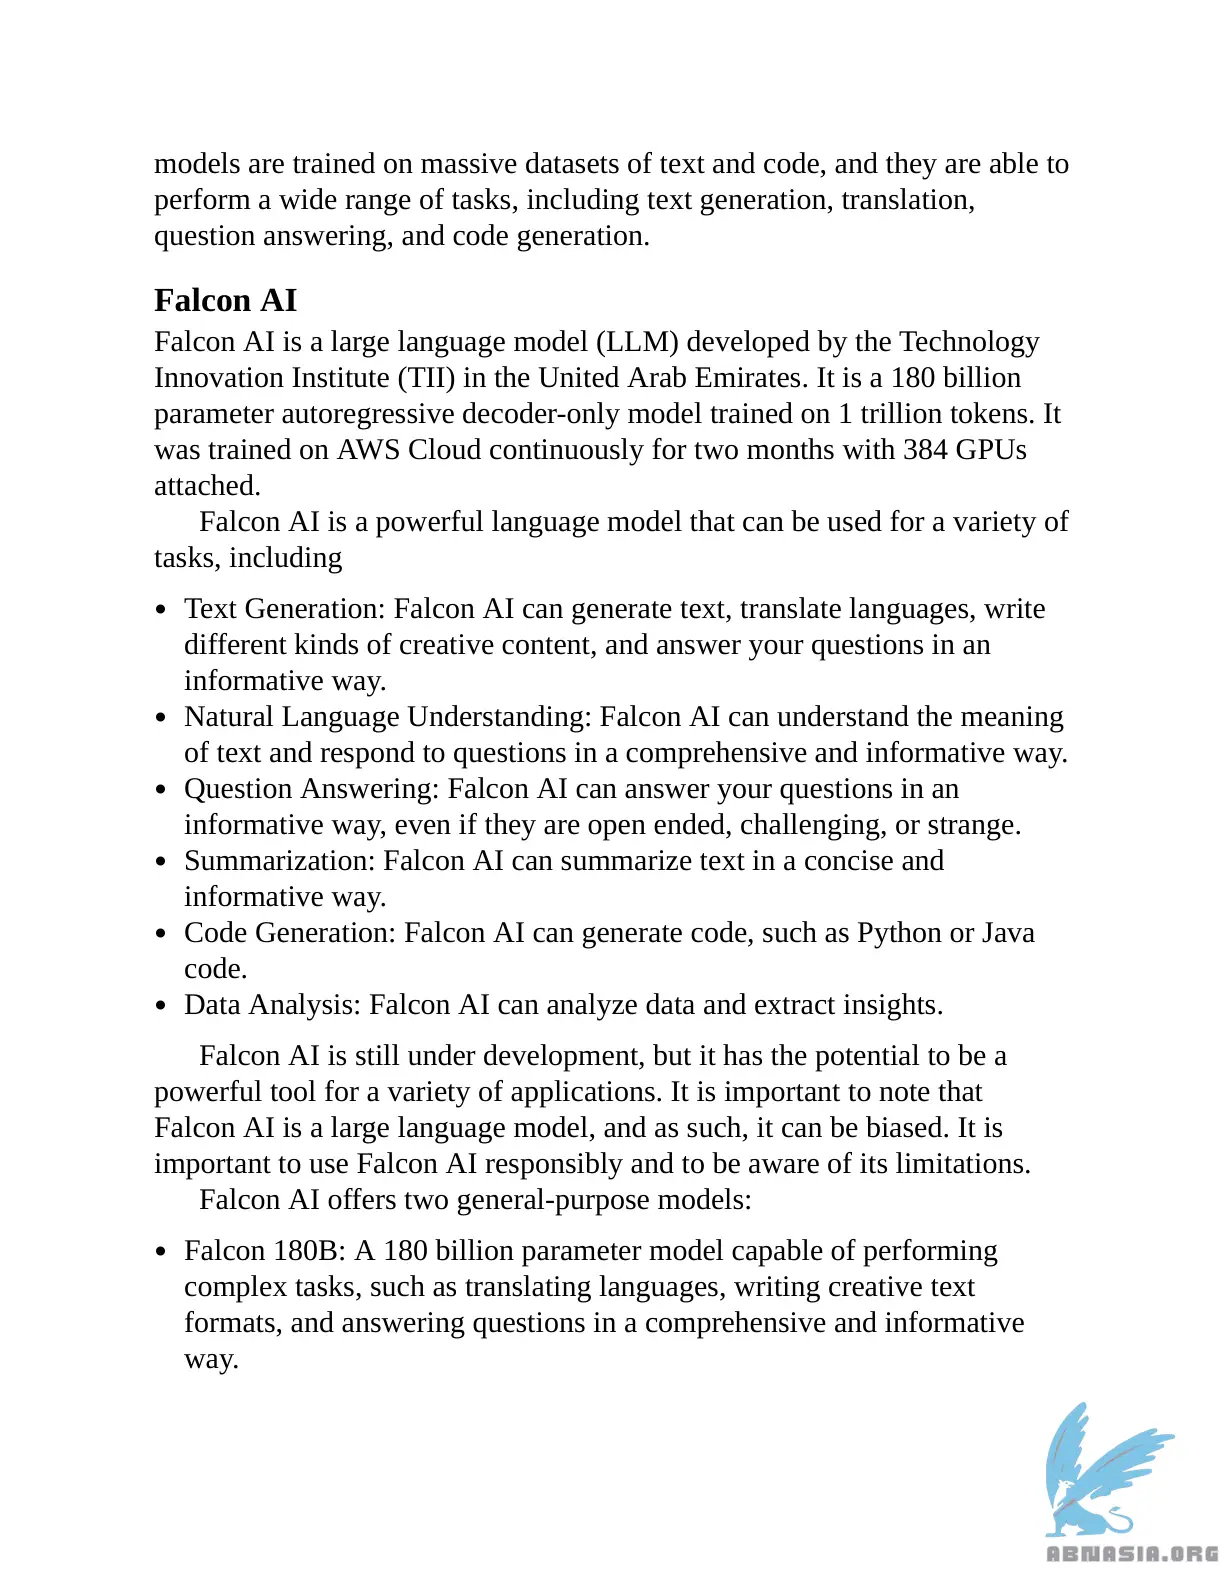 models are trained on massive datasets of text and code, and they are able to
perform a wide range of tasks, including text generation, translation,
question answering, and code generation.
Falcon AI
Falcon AI is a large language model (LLM) developed by the Technology
Innovation Institute (TII) in the United Arab Emirates. It is a 180 billion
parameter autoregressive decoder-only model trained on 1 trillion tokens. It
was trained on AWS Cloud continuously for two months with 384 GPUs
attached.
Falcon AI is a powerful language model that can be used for a variety of
tasks, including
• Text Generation: Falcon AI can generate text, translate languages, write
different kinds of creative content, and answer your questions in an
informative way.
• Natural Language Understanding: Falcon AI can understand the meaning
of text and respond to questions in a comprehensive and informative way.
• Question Answering: Falcon AI can answer your questions in an
informative way, even if they are open ended, challenging, or strange.
• Summarization: Falcon AI can summarize text in a concise and
informative way.
• Code Generation: Falcon AI can generate code, such as Python or Java
code.
• Data Analysis: Falcon AI can analyze data and extract insights.
Falcon AI is still under development, but it has the potential to be a
powerful tool for a variety of applications. It is important to note that
Falcon AI is a large language model, and as such, it can be biased. It is
important to use Falcon AI responsibly and to be aware of its limitations.
Falcon AI offers two general-purpose models:
• Falcon 180B: A 180 billion parameter model capable of performing
complex tasks, such as translating languages, writing creative text
formats, and answering questions in a comprehensive and informative
way.
ABNASIA.ORG